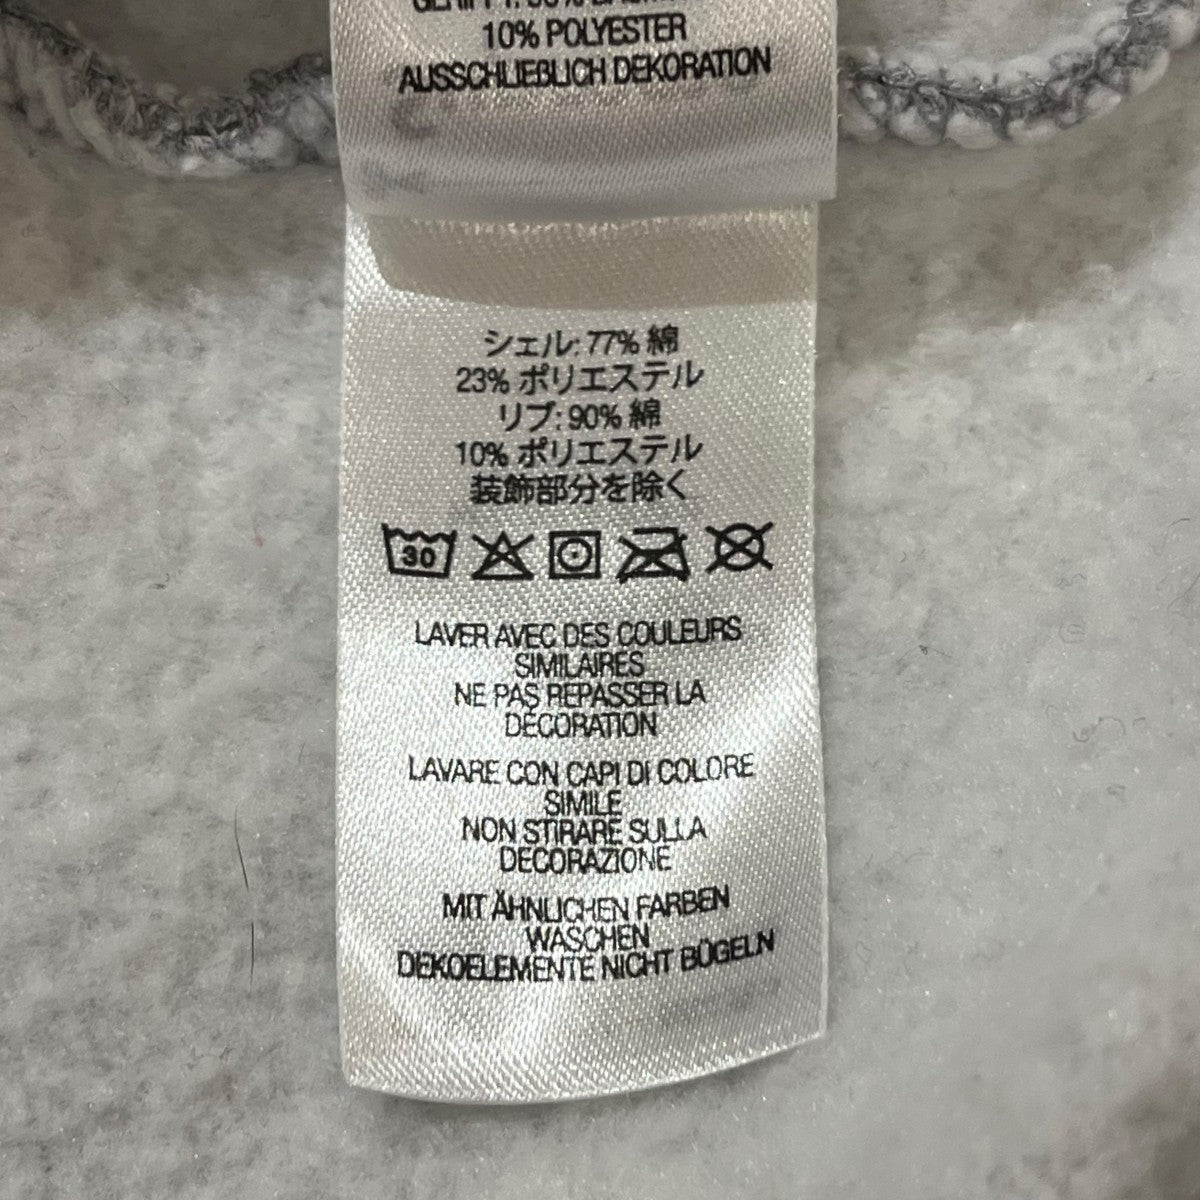 10% POLYESTER
AUSSCHLIEßLICH DEKORATION
シェル: 77% 綿
23% ポリエステル
リブ: 90% 綿
10% ポリエステル
装飾部分を除く
30
LAVER AVEC DES COULEURS
SIMILAIRES
NE PAS REPASSER LA
DÉCORATION
LAVARE CON CAPI DI COLORE
SIMILE
NON STIRARE SULLA
DECORAZIONE
MIT ÄHNLICHEN FARBEN
WASCHEN
DEKOELEMENTE NICHT BÜGELN